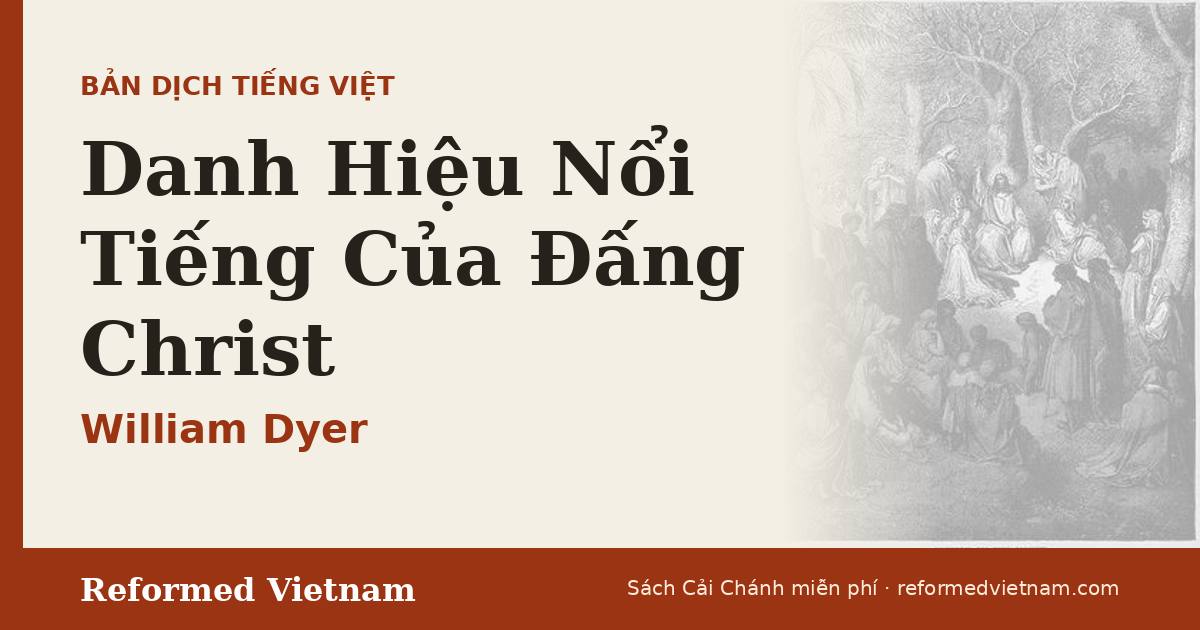 BẢN DỊCH TIẾNG VIỆT
Danh Hiệu Nổi
Tiếng Của Đấng
Christ
William Dyer
Reformed Vietnam
Sách Cải Chánh miễn phí · reformedvietnam.com